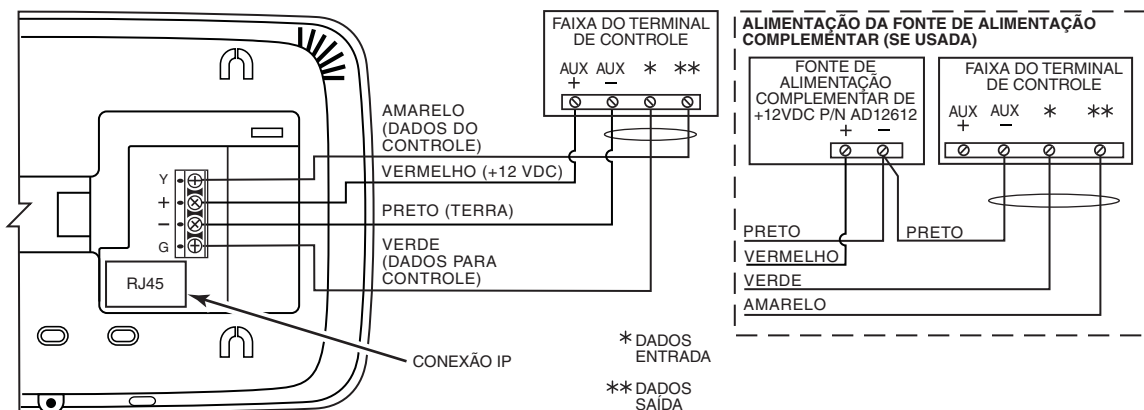 FAIXA DO TERMINAL
DE CONTROLE
AUX AUX * **
+ −
AMARELO
(DADOS DO
CONTROLE)
VERMELHO (+12 VDC)
PRETO (TERRA)
VERDE
(DADOS PARA
CONTROLE)
Y
+
−
G
RJ45
CONEXÃO IP
* DADOS
ENTRADA
** DADOS
SAÍDA
ALIMENTAÇÃO DA FONTE DE ALIMENTAÇÃO
COMPLEMENTAR (SE USADA)
FONTE DE
ALIMENTAÇÃO
COMPLEMENTAR DE
+12VDC P/N AD12612
+ −
FAIXA DO TERMINAL
DE CONTROLE
AUX AUX * **
+ −
PRETO PRETO
VERMELHO
VERDE
AMARELO